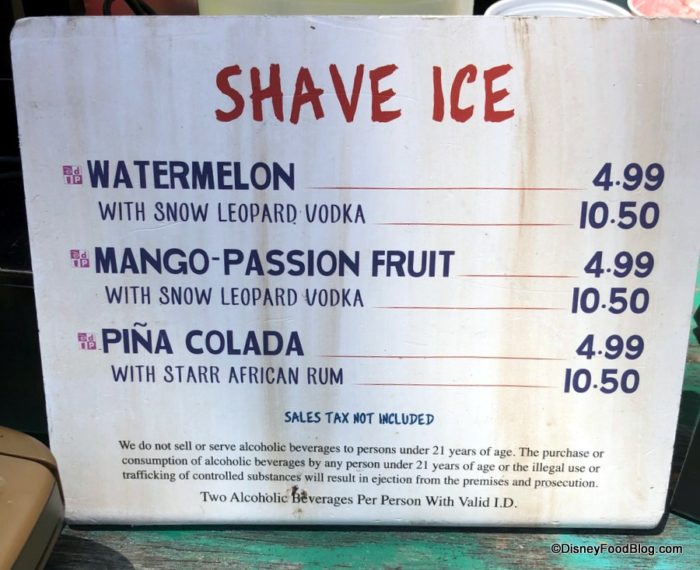 SHAVE ICE
WATERMELON 4.99
WITH SNOW LEOPARD VODKA 10.50
MANGO-PASSION FRUIT 4.99
WITH SNOW LEOPARD VODKA 10.50
PIÑA COLADA 4.99
WITH STARR AFRICAN RUM 10.50
SALES TAX NOT INCLUDED
We do not sell or serve alcoholic beverages to persons under 21 years of age. The purchase or
consumption of alcoholic beverages by any person under 21 years of age or the illegal use or
trafficking of controlled substances will result in ejection from the premises and prosecution.
Two Alcoholic Beverages Per Person With Valid I.D.
©DisneyFoodBlog.com